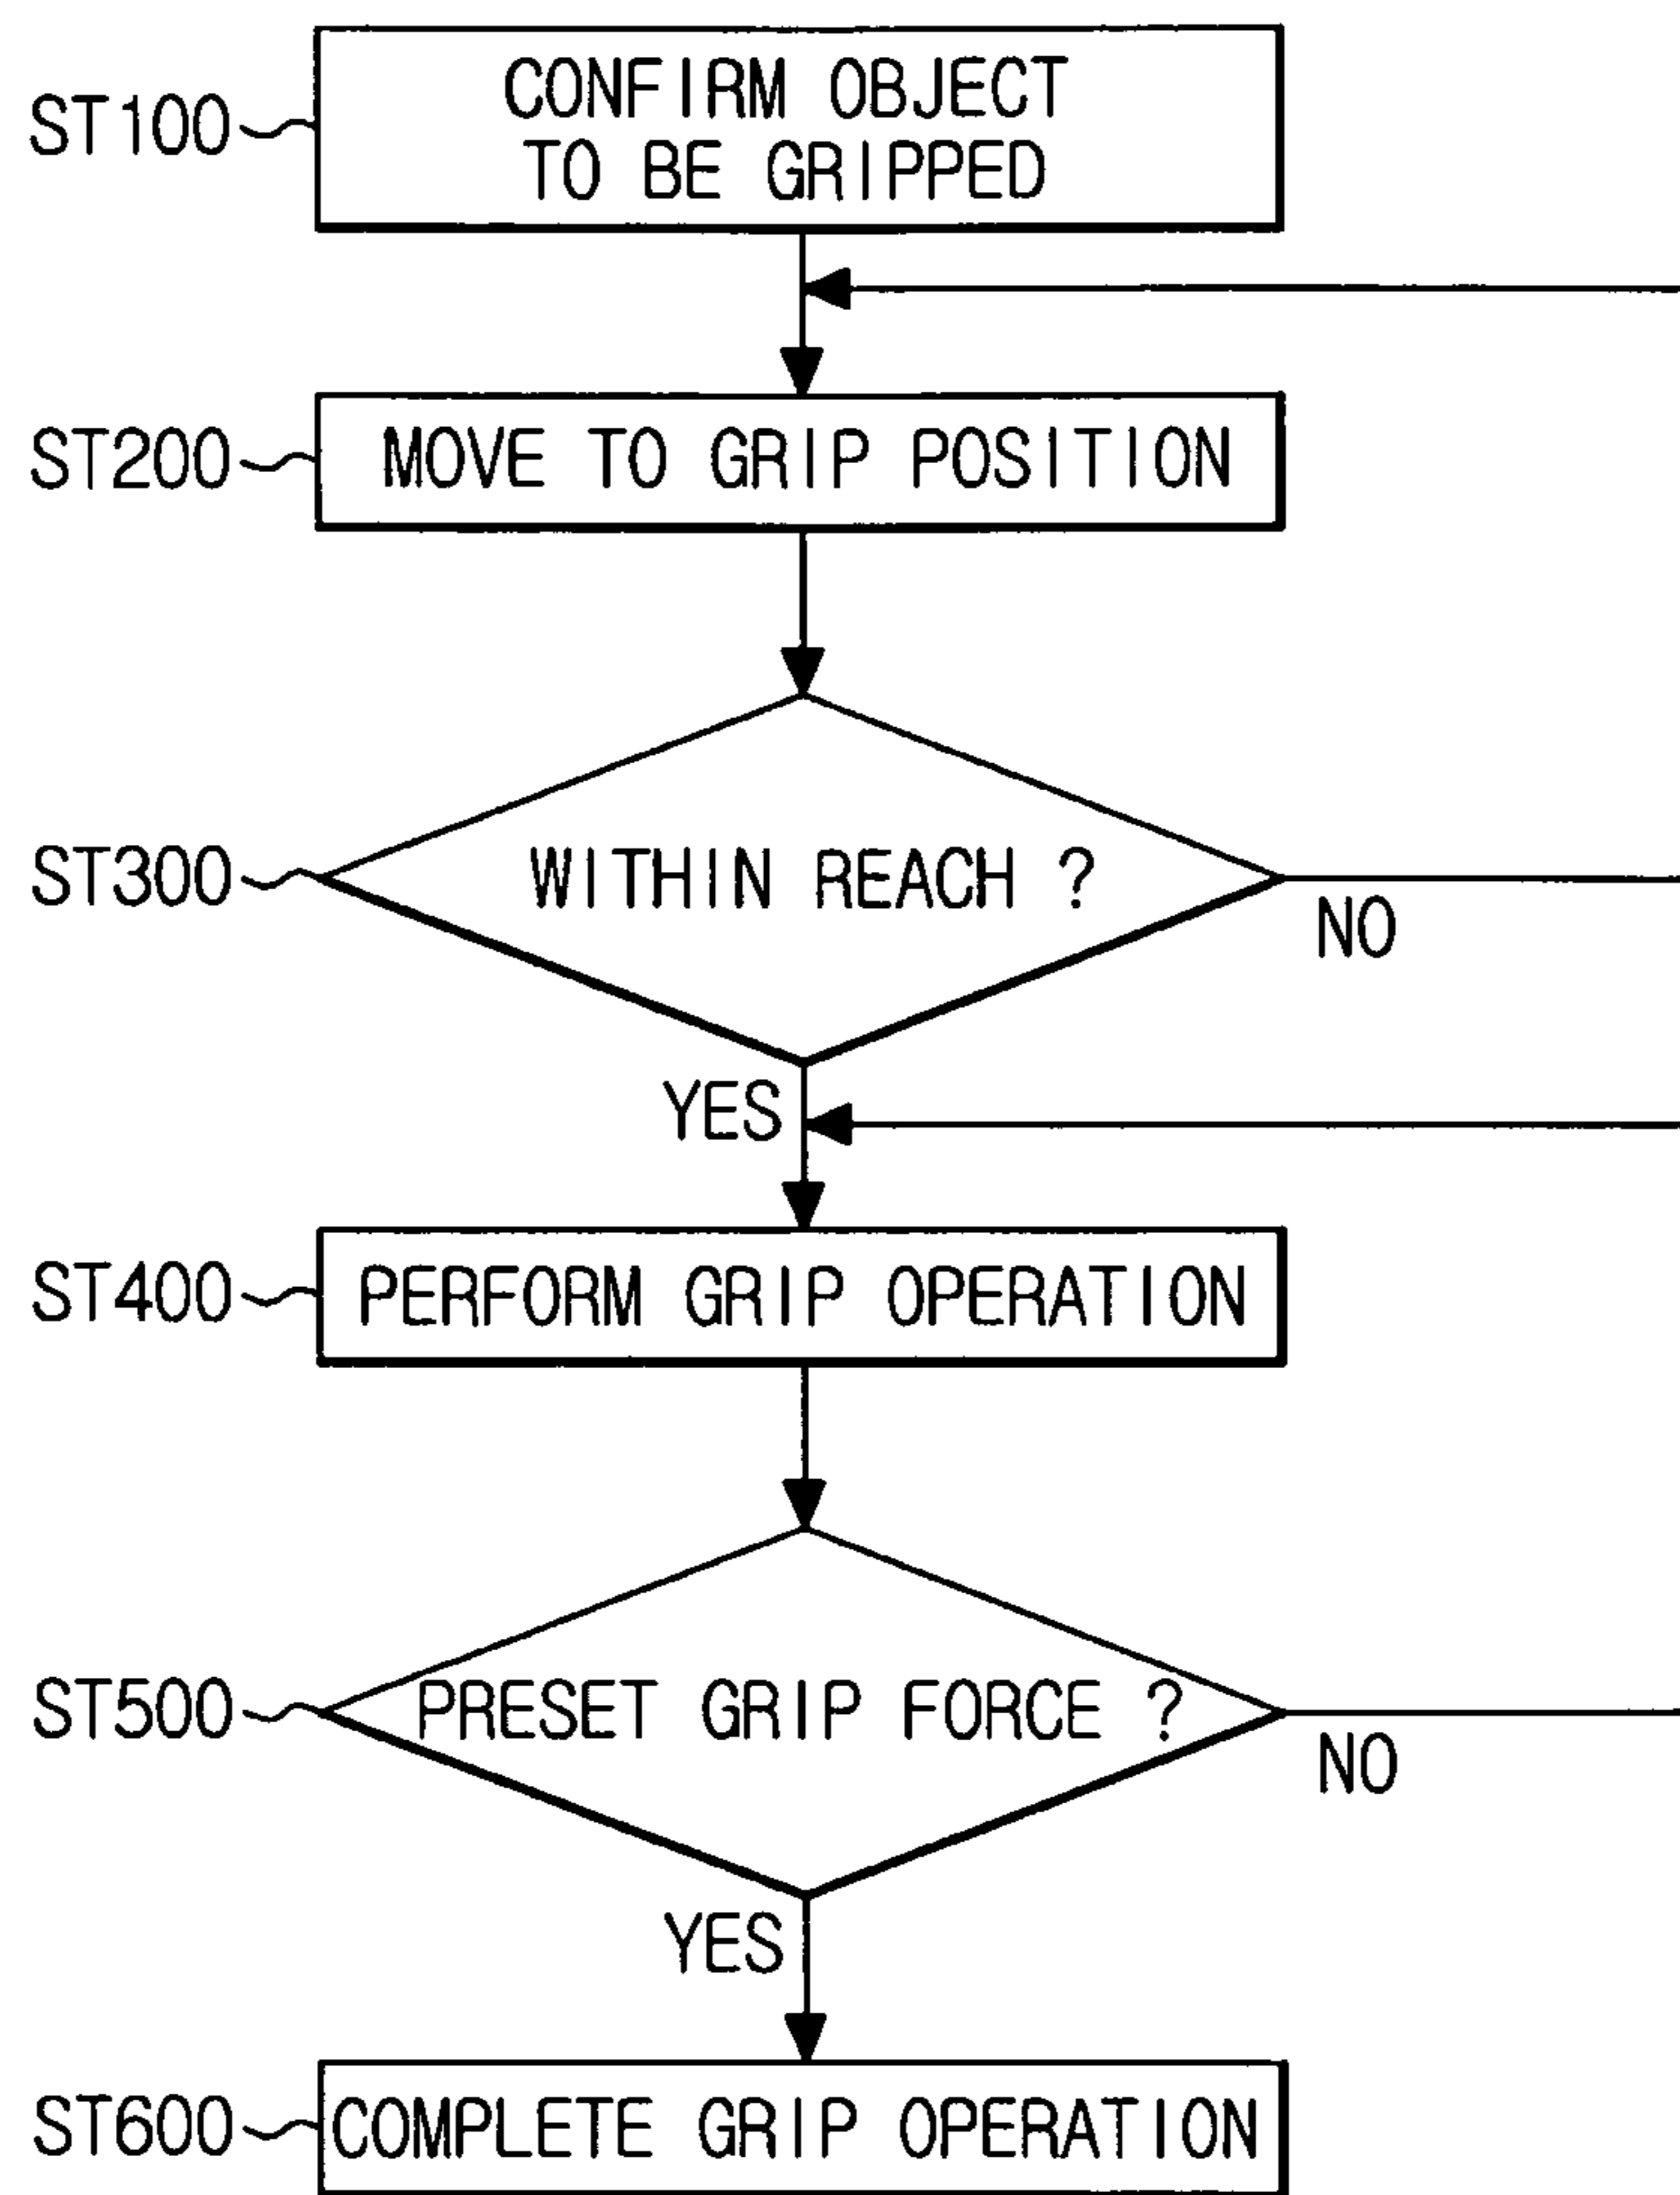 ST100
CONFIRM OBJECT
TO BE GRIPPED
ST200
MOVE TO GRIP POSITION
ST300
WITHIN REACH ?
NO
YES
ST400
PERFORM GRIP OPERATION
ST500
PRESET GRIP FORCE ?
NO
YES
ST600
COMPLETE GRIP OPERATION